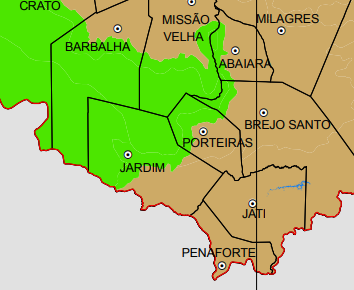 CRATO
MISSÃO
VELHA
MILAGRES
BARBALHA
ABAIARA
BREJO SANTO
PORTEIRAS
JARDIM
JATI
PENAFORTE